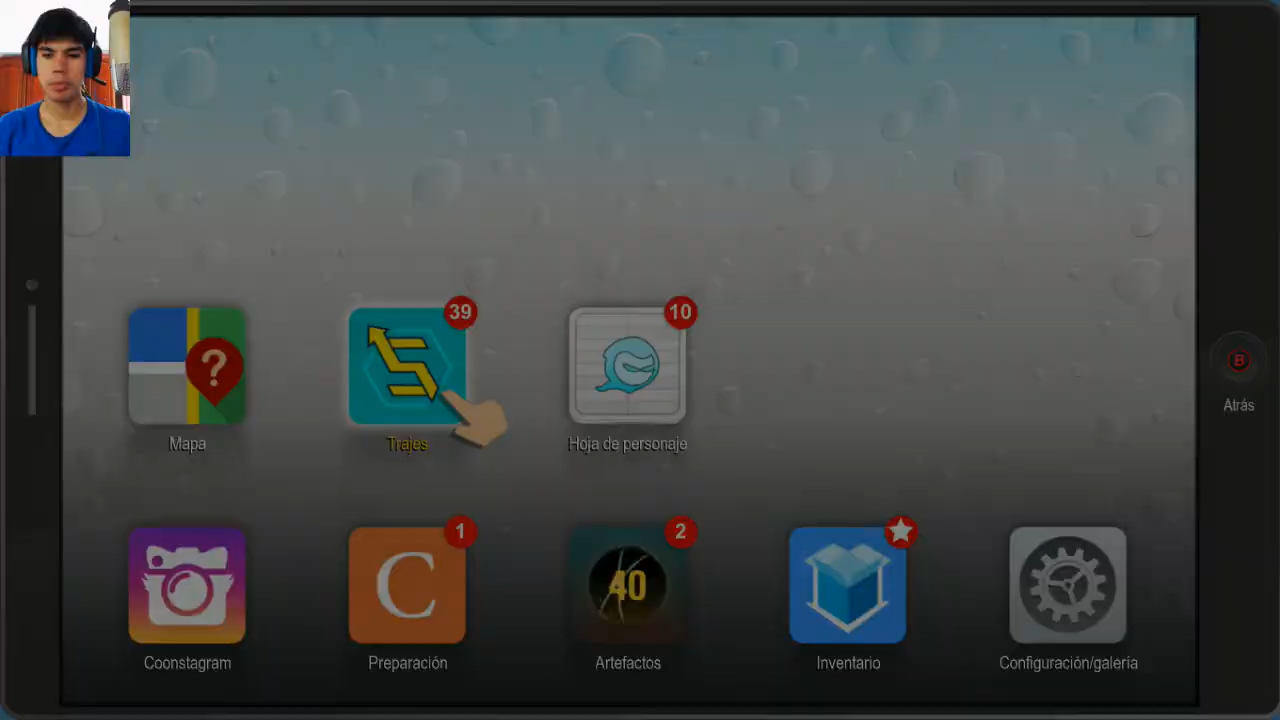 39
10
?
Mapa
Trajes
Hoja de personaje
B
Atrás
1
2
C
40
Coonstagram
Preparación
Artefactos
Inventario
Configuración/galería